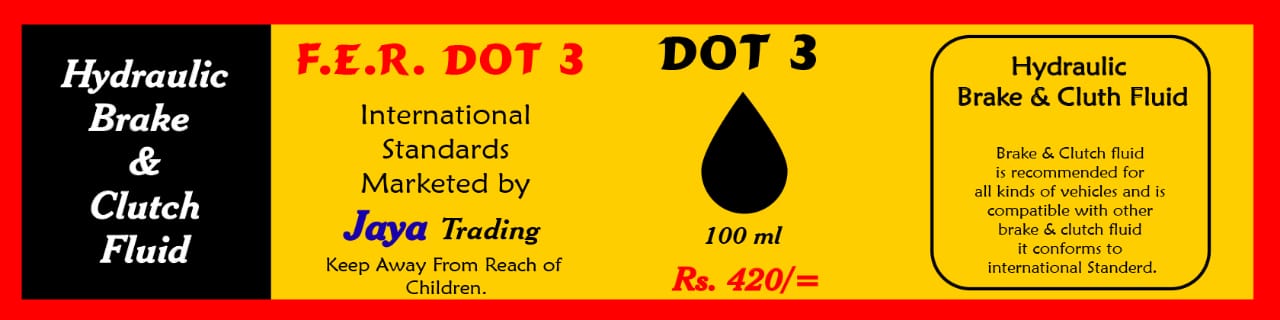 Hydraulic
Brake
&
Clutch
Fluid
F.E.R. DOT 3
International
Standards
Marketed by
Jaya Trading
Keep Away From Reach of
Children.
DOT 3
100 ml
Rs. 420/=
Hydraulic
Brake & Cluth Fluid
Brake & Clutch fluid
is recommended for
all kinds of vehicles and is
compatible with other
brake & clutch fluid
it conforms to
international Standerd.